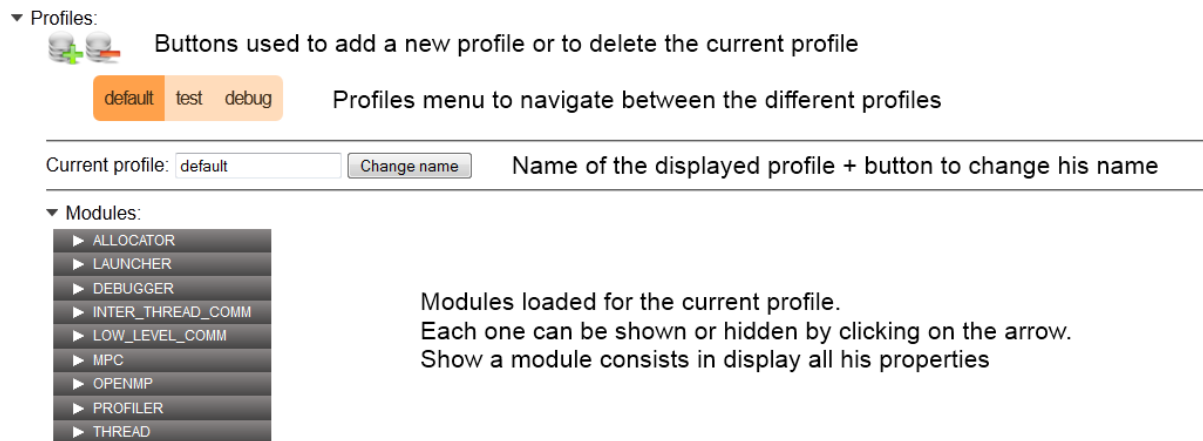 Profiles:
Buttons used to add a new profile or to delete the current profile
default test debug
Profiles menu to navigate between the different profiles
Current profile: default Change name
Name of the displayed profile + button to change his name
Modules:
ALLOCATOR
LAUNCHER
DEBUGGER
INTER_THREAD_COMM
LOW_LEVEL_COMM
MPC
OPENMP
PROFILER
THREAD
Modules loaded for the current profile.
Each one can be shown or hidden by clicking on the arrow.
Show a module consists in display all his properties